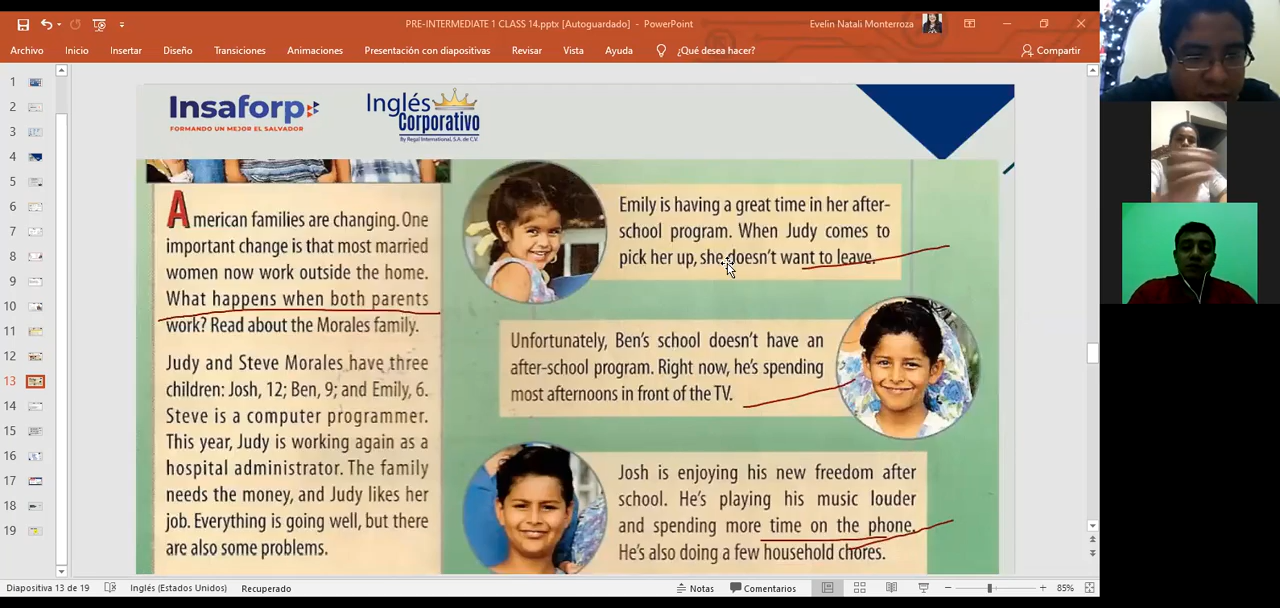 PRE-INTERMEDIATE 1 CLASS 14.pptx [Autoguardado] - PowerPoint
Evelin Natali Monterroza
Archivo
Inicio
Insertar
Diseño
Transiciones
Animaciones
Presentación con diapositivas
Revisar
Vista
Ayuda
¿Qué desea hacer?
Compartir
1
2
3
4
5
6
7
8
9
10
11
12
13
14
15
16
17
18
19
Insaforp
FORMANDO UN MEJOR EL SALVADOR
Inglés
Corporativo
By Regal International, S.A. de C.V.
American families are changing. One
important change is that most married
women now work outside the home.
What happens when both parents
work? Read about the Morales family.
Judy and Steve Morales have three
children: Josh, 12; Ben, 9; and Emily, 6.
Steve is a computer programmer.
This year, Judy is working again as a
hospital administrator. The family
needs the money, and Judy likes her
job. Everything is going well, but there
are also some problems.
Emily is having a great time in her after-
school program. When Judy comes to
pick her up, she doesn't want to leave.
Unfortunately, Ben's school doesn't have an
after-school program. Right now, he's spending
most afternoons in front of the TV.
Josh is enjoying his new freedom after
school. He's playing his music louder
and spending more time on the phone.
He's also doing a few household chores.
Diapositiva 13 de 19
Inglés (Estados Unidos)
Recuperado
Notas
Comentarios
85%